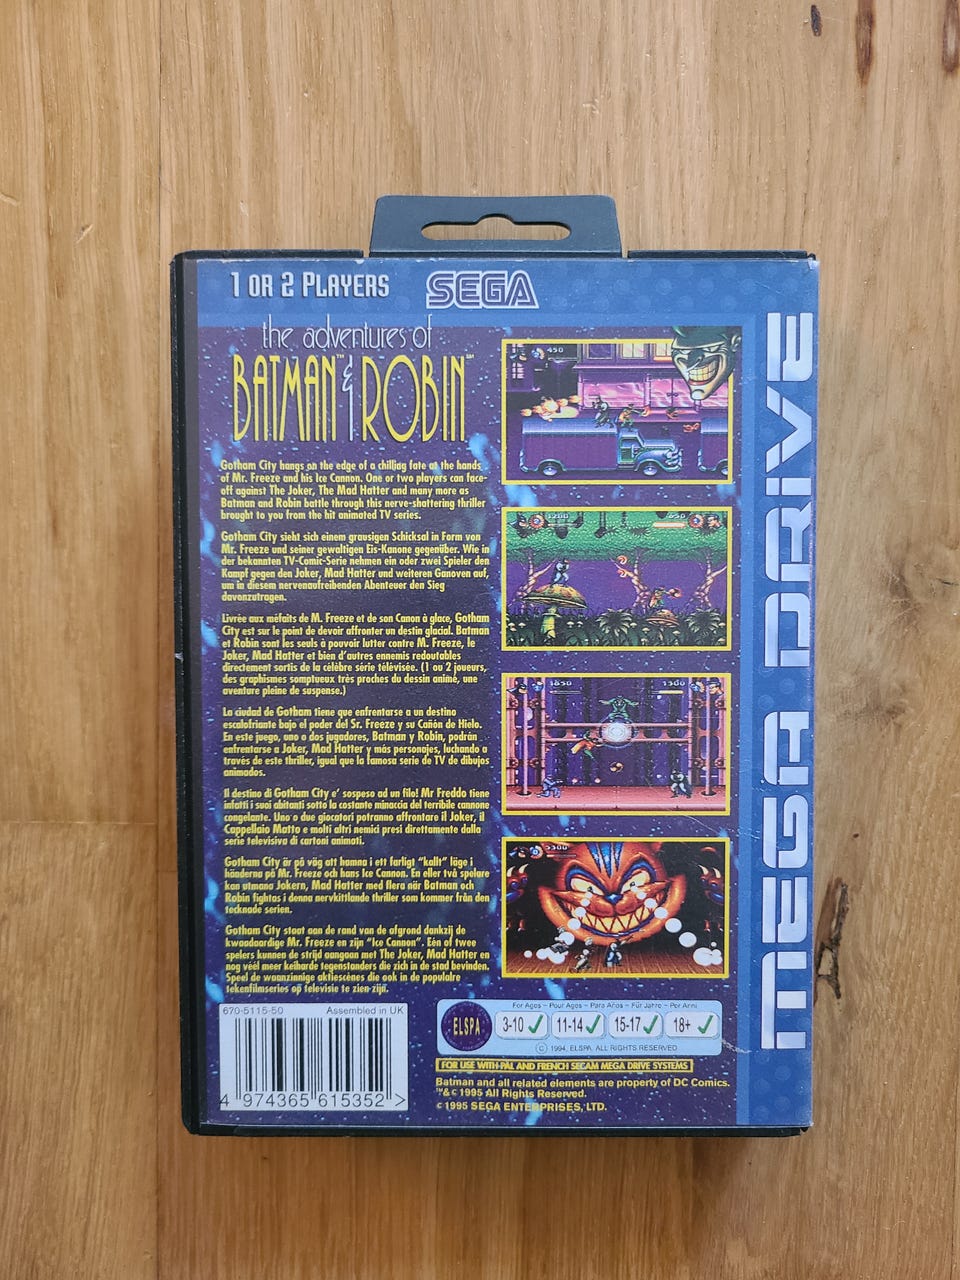 1 OR 2 PLAYERS
SEGA
the adventures of
BATMAN™ & ROBIN™
Gotham City hangs on the edge of a chilling fate at the hands
of Mr. Freeze and his Ice Cannon. One or two players can face-
off against The Joker, The Mad Hatter and many more as
Batman and Robin battle through this nerve-shattering thriller
brought to you from the hit animated TV series.
Gotham City sieht sich einem grausigen Schicksal in Form von
Mr. Freeze und seiner gewaltigen Eis-Kanone gegenüber. Wie in
der bekannten TV-Comic-Serie nehmen ein oder zwei Spieler den
Kampf gegen den Joker, Mad Hatter und weiteren Ganoven auf,
um in diesem nervenaufreibenden Abenteuer den Sieg
davonzutragen.
Livrée aux méfaits de M. Freeze et de son Canon à glace, Gotham
City est sur le point de devoir affronter un destin glacial. Batman
et Robin sont les seuls à pouvoir lutter contre M. Freeze, le
Joker, Mad Hatter et bien d'autres ennemis redoutables
directement sortis de la célèbre série télévisée. (1 ou 2 joueurs,
des graphismes somptueux très proches du dessin animé, une
aventure pleine de suspense.)
La ciudad de Gotham tiene que enfrentarse a un destino
escalofriante bajo el poder del Sr. Freeze y su Cañón de Hielo.
En este juego, uno o dos jugadores, Batman y Robin, podrán
enfrentarse a Joker, Mad Hatter y más personajes, luchando a
través de este thriller, igual que la famosa serie de TV de dibujos
animados.
Il destino di Gotham City e' sospeso ad un filo! Mr Freddo tiene
infatti i suoi abitanti sotto la costante minaccia del terribile cannone
congelante. Uno o due giocatori potranno affrontare il Joker, il
Cappellaio Matto e molti altri nemici presi direttamente dalla
serie televisiva di cartoni animati.
Gotham City är på väg att hamna i ett farligt "kallt" läge i
händerna på Mr. Freeze och hans Ice Cannon. En eller två spelare
kan utmana Jokern, Mad Hatter med flera när Batman och
Robin fightas i denna nervkittlande thriller som kommer från den
tecknade serien.
Gotham City staat aan de rand van de afgrond dankzij de
kwaadaardige Mr. Freeze en zijn "Ice Cannon". Eén of twee
spelers kunnen de strijd aangaan met The Joker, Mad Hatter en
nog véél meer keiharde tegenstanders die zich in de stad bevinden.
Speel de waanzinnige aktiescènes die ook in de populaire
tekenfilmseries op televisie te zien zijn.
450
1200
1850
1300
5300
MEGA DRIVE
670-5115-50 Assembled in UK
4 974365 615352 >
ELSPA
For Ages – Pour Ages – Para Años – Für Jahre – Per Anni
3-10 ✓ 11-14 ✓ 15-17 ✓ 18+ ✓
© 1994, ELSPA. ALL RIGHTS RESERVED
FOR USE WITH PAL AND FRENCH SECAM MEGA DRIVE SYSTEMS
Batman and all related elements are property of DC Comics.
™& © 1995 All Rights Reserved.
© 1995 SEGA ENTERPRISES, LTD.